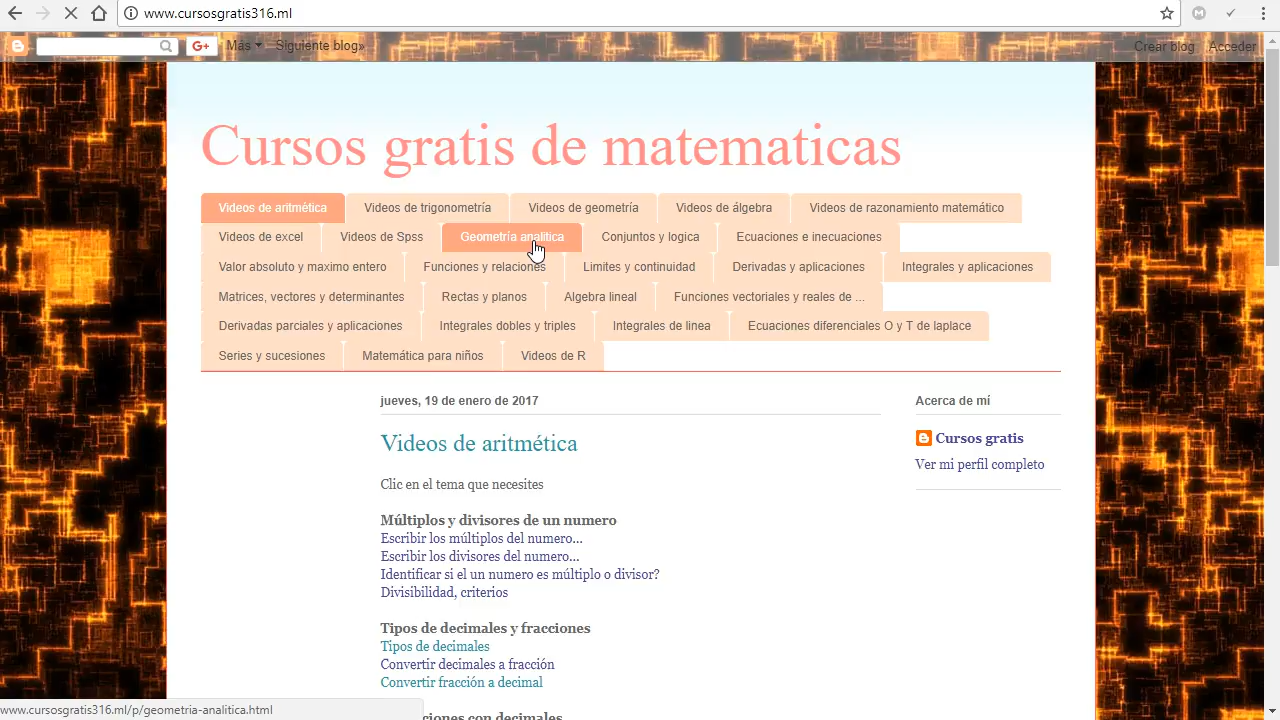 www.cursosgratis316.ml
G+ Más Siguiente blog» Crear blog Acceder
Cursos gratis de matematicas
Videos de aritmética Videos de trigonometría Videos de geometría Videos de álgebra Videos de razonamiento matemático
Videos de excel Videos de Spss Geometría analitica Conjuntos y logica Ecuaciones e inecuaciones
Valor absoluto y maximo entero Funciones y relaciones Limites y continuidad Derivadas y aplicaciones Integrales y aplicaciones
Matrices, vectores y determinantes Rectas y planos Algebra lineal Funciones vectoriales y reales de ...
Derivadas parciales y aplicaciones Integrales dobles y triples Integrales de linea Ecuaciones diferenciales O y T de laplace
Series y sucesiones Matemática para niños Videos de R
jueves, 19 de enero de 2017
Videos de aritmética
Clic en el tema que necesites
Múltiplos y divisores de un numero
Escribir los múltiplos del numero...
Escribir los divisores del numero...
Identificar si el un numero es múltiplo o divisor?
Divisibilidad, criterios
Tipos de decimales y fracciones
Tipos de decimales
Convertir decimales a fracción
Convertir fracción a decimal
ciones con decimales
Acerca de mí
Cursos gratis
Ver mi perfil completo
www.cursosgratis316.ml/p/geometria-analitica.html